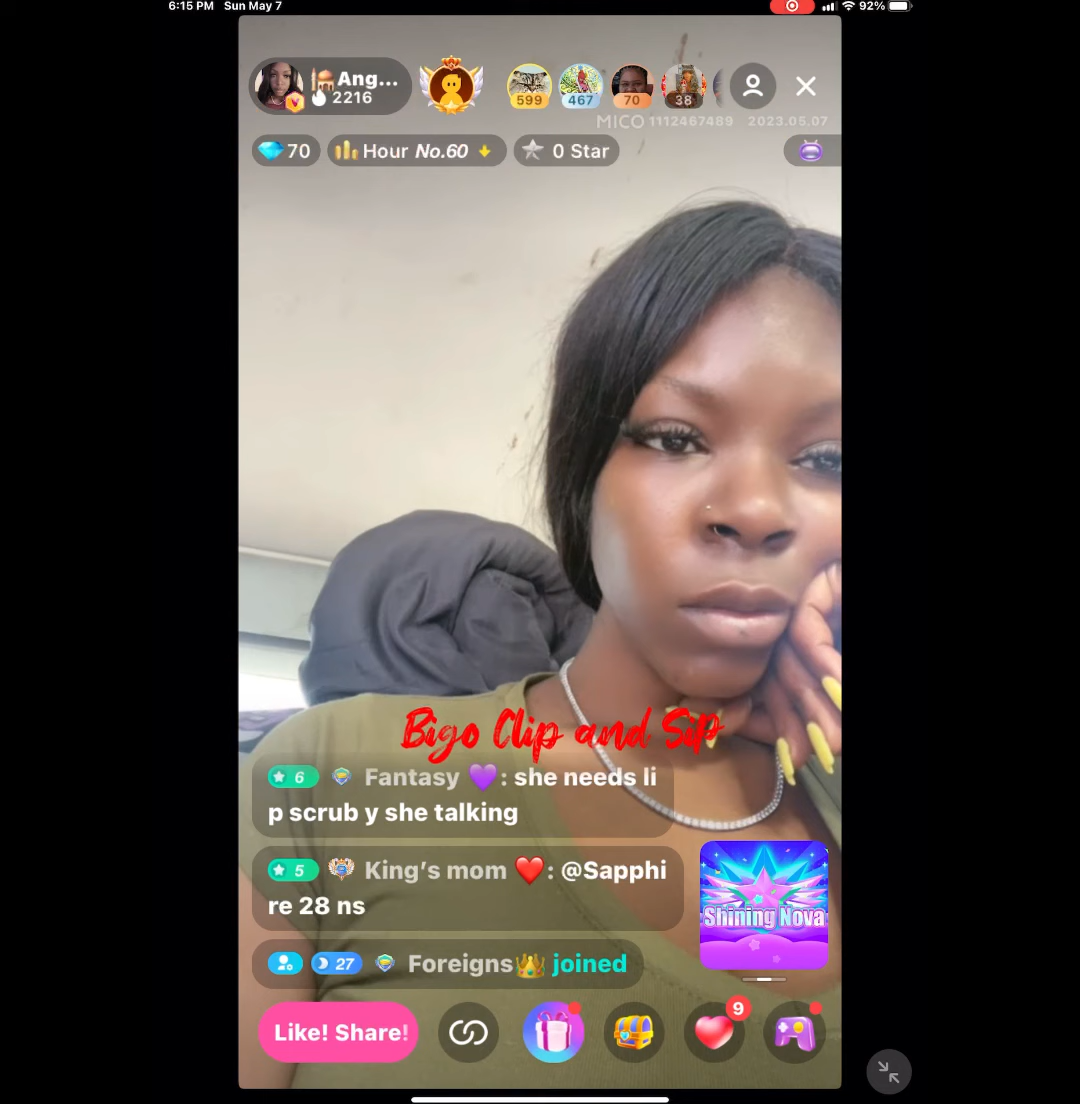 6:15 PM Sun May 7
92%
Ang...
2216
599
467
70
38
MICO 1112467489 2023.05.07
70
Hour No.60
0 Star
Bigo Clip and Sip
6 Fantasy 💜: she needs li
p scrub y she talking
5 King's mom ❤️: @Sapphi
re 28 ns
Shining Nova
27 Foreigns👑 joined
Like! Share!
9